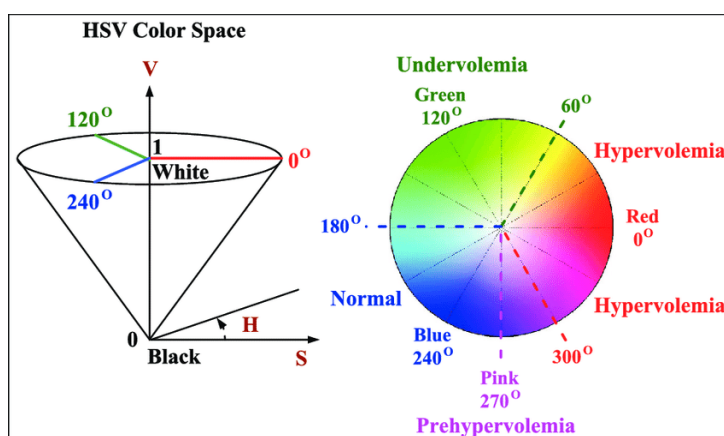 HSV Color Space
V
120°
1
White
0°
240°
0
Black
H
S
Undervolemia
Green
120°
60°
Hypervolemia
180°
Red
0°
Normal
Hypervolemia
Blue
240°
300°
Pink
270°
Prehypervolemia